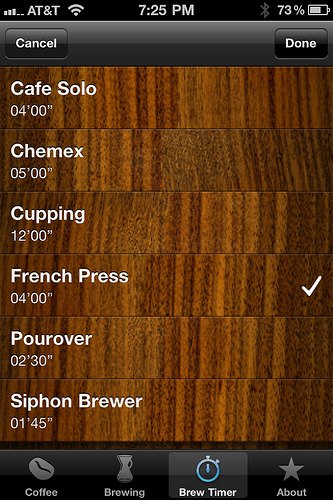 AT&T 7:25 PM 73%
Cancel Done
Cafe Solo
04'00”
Chemex
05'00”
Cupping
12'00”
French Press
04'00”
Pourover
02'30”
Siphon Brewer
01'45”
Coffee Brewing Brew Timer About